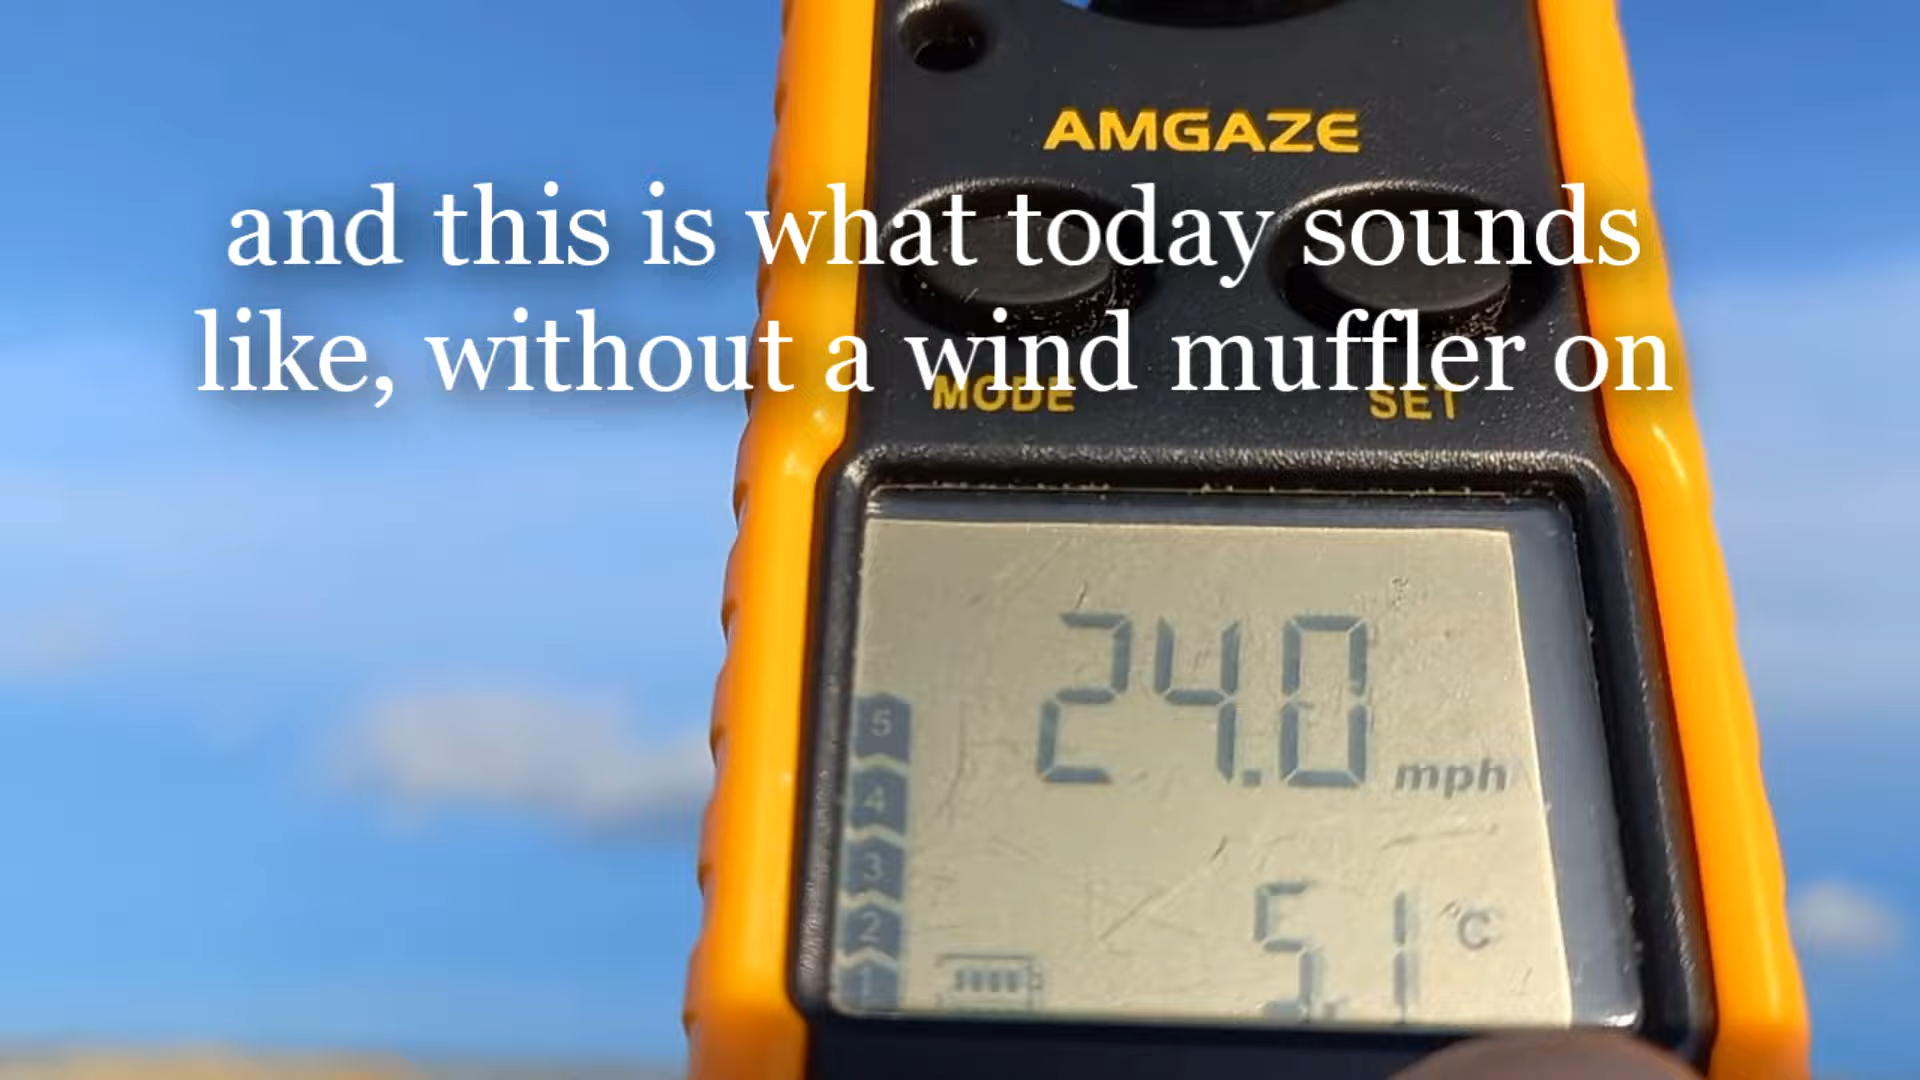 AMGAZE
and this is what today sounds
like, without a wind muffler on
MODE SET
24.0 mph
5
4
3
2
1
5.1 °C